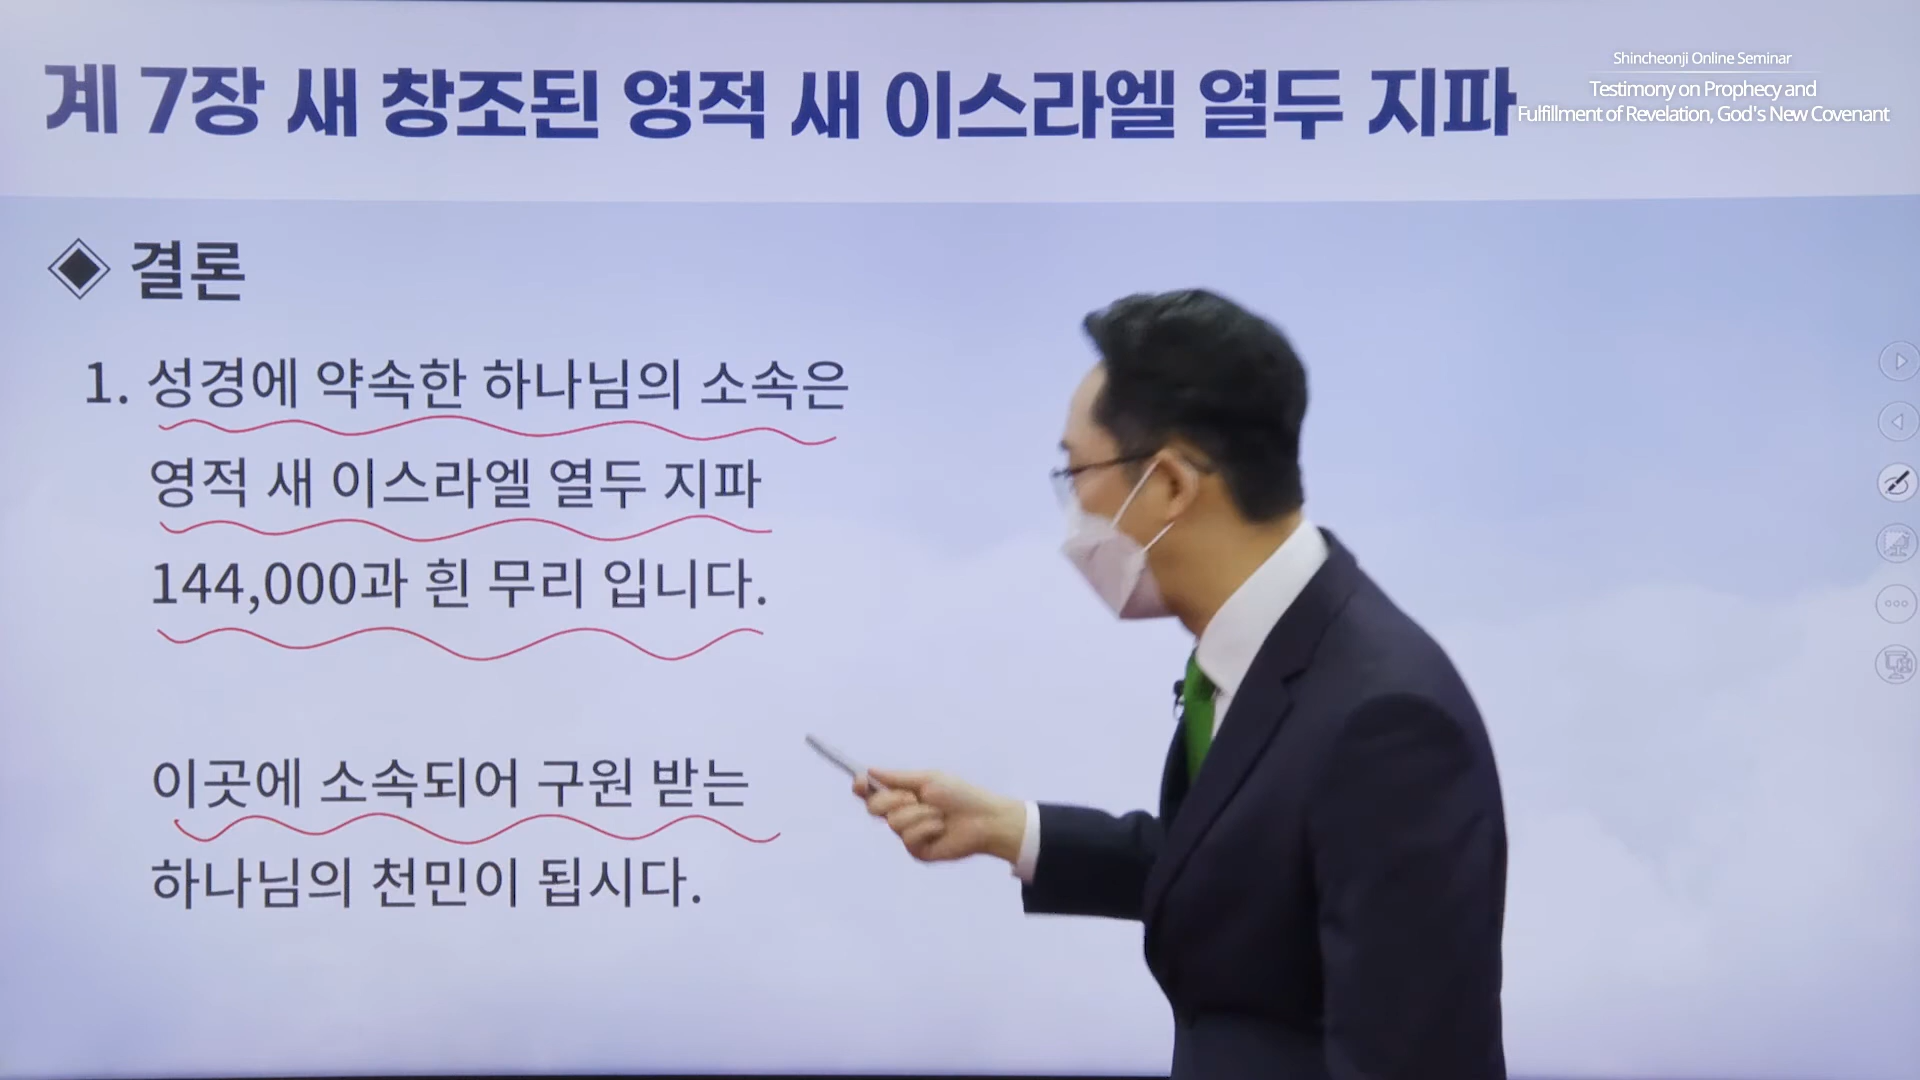 계 7장 새 창조된 영적 새 이스라엘 열두 지파
Shincheonji Online Seminar
Testimony on Prophecy and
Fulfillment of Revelation, God's New Covenant
결론
1. 성경에 약속한 하나님의 소속은
영적 새 이스라엘 열두 지파
144,000과 흰 무리 입니다.
이곳에 소속되어 구원 받는
하나님의 천민이 됩시다.